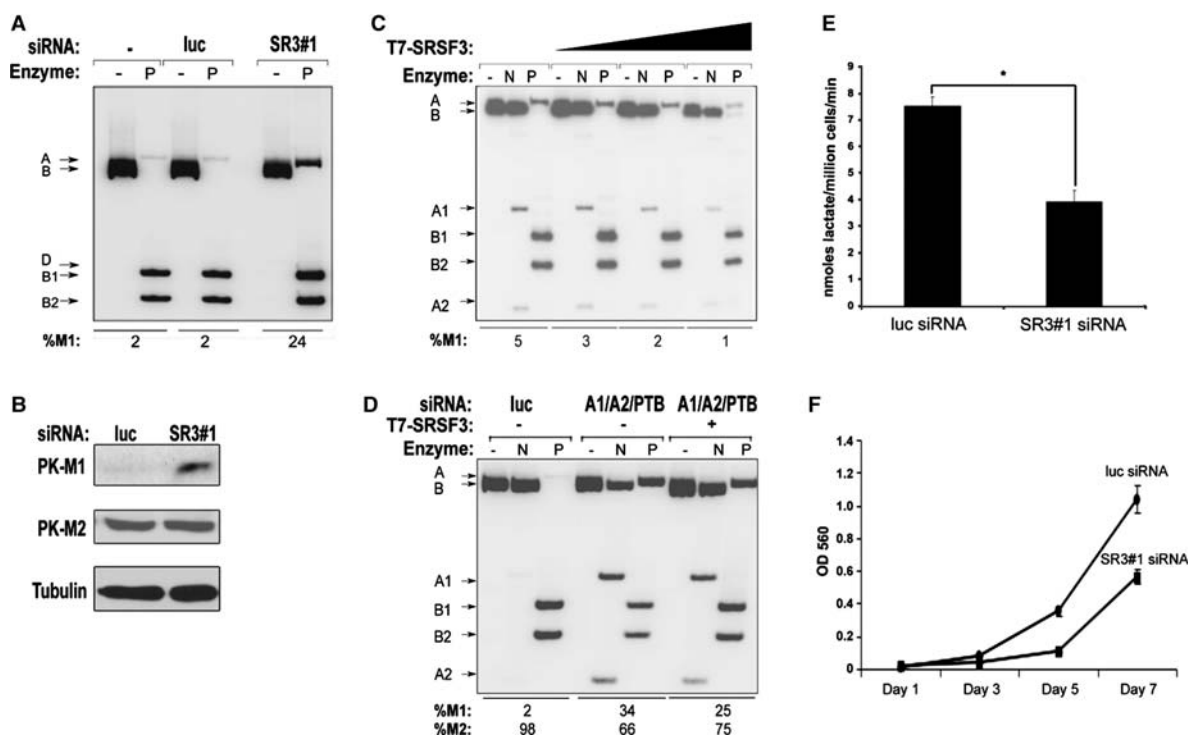 A
siRNA: - luc SR3#1
Enzyme: - P - P - P
A
B
D
B1
B2
%M1: 2 2 24
B
siRNA: luc SR3#1
PK-M1
PK-M2
Tubulin
C
T7-SRSF3:
Enzyme: - N P - N P - N P - N P
A
B
A1
B1
B2
A2
%M1: 5 3 2 1
D
siRNA: luc A1/A2/PTB A1/A2/PTB
T7-SRSF3: - - +
Enzyme: - N P - N P - N P
A
B
A1
B1
B2
A2
%M1: 2 34 25
%M2: 98 66 75
E
nmoles lactate/million cells/min
9
8
7
6
5
4
3
2
1
0
*
luc siRNA SR3#1 siRNA
F
OD 560
1.4
1.2
1.0
0.8
0.6
0.4
0.2
0
luc siRNA
SR3#1 siRNA
Day 1 Day 3 Day 5 Day 7